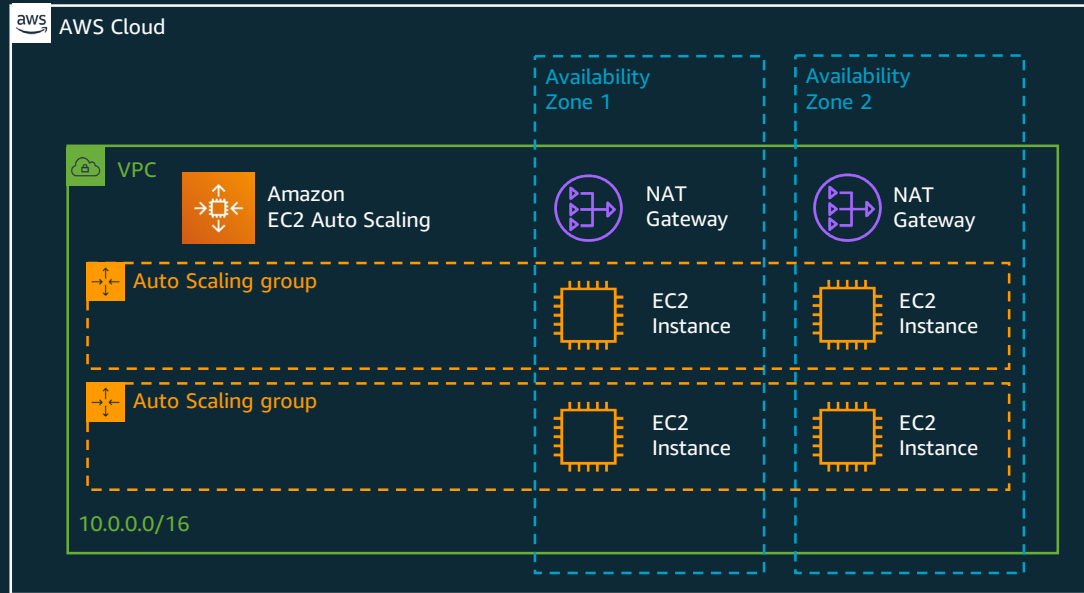 aws
AWS Cloud
Availability
Zone 1
Availability
Zone 2
VPC
Amazon
EC2 Auto Scaling
NAT
Gateway
NAT
Gateway
Auto Scaling group
EC2
Instance
EC2
Instance
Auto Scaling group
EC2
Instance
EC2
Instance
10.0.0.0/16